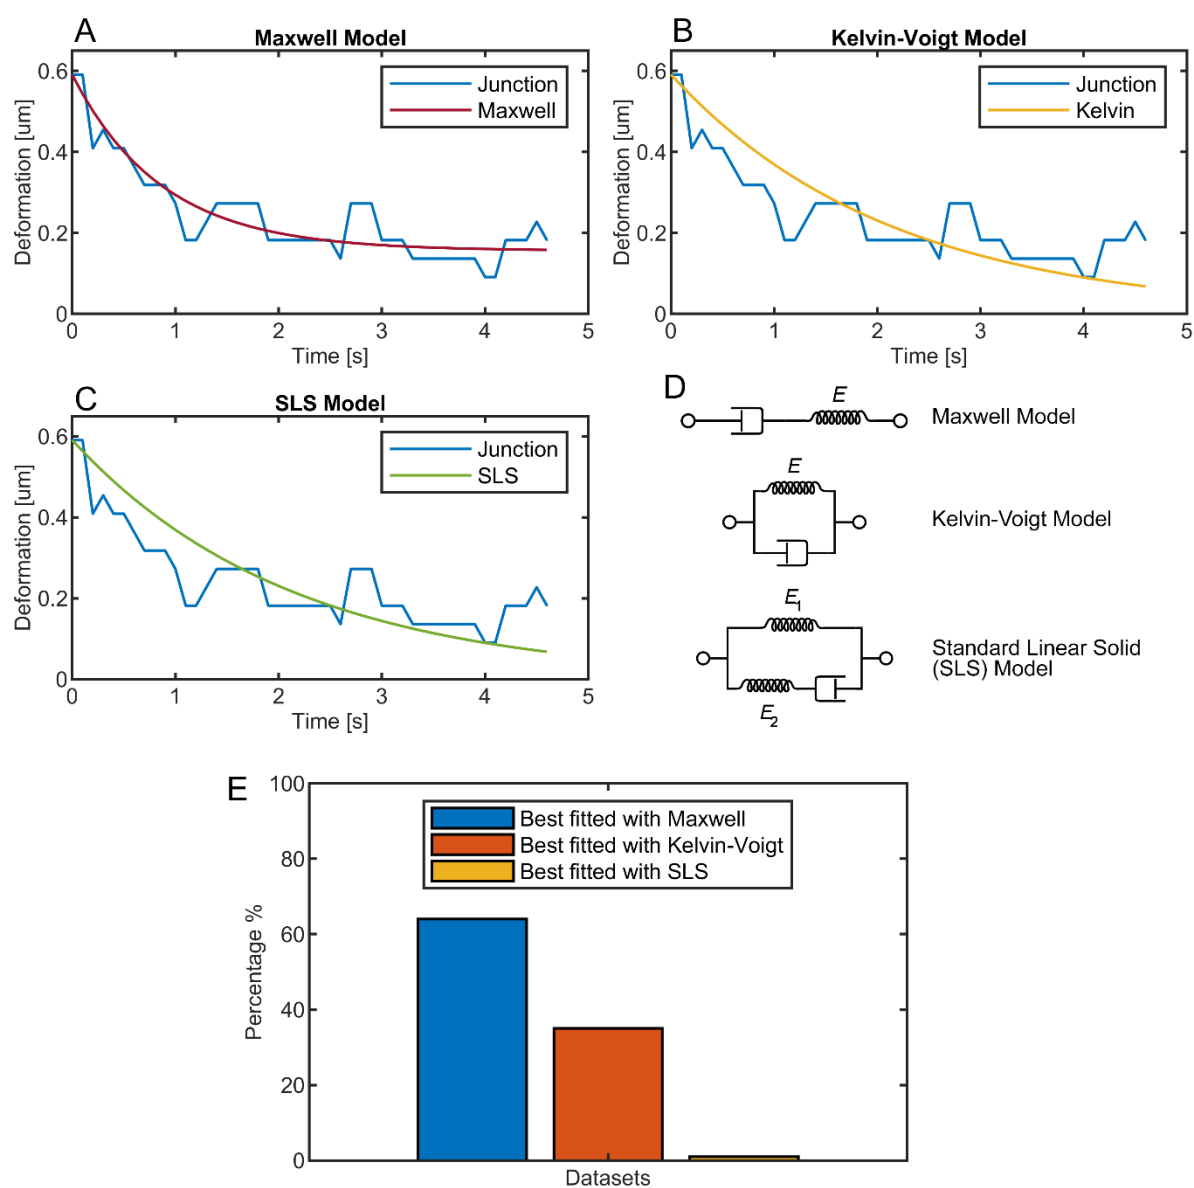 A
Maxwell Model
Deformation [um]
0.6
0.4
0.2
0
Junction
Maxwell
0 1 2 3 4 5
Time [s]
B
Kelvin-Voigt Model
Deformation [um]
0.6
0.4
0.2
0
Junction
Kelvin
0 1 2 3 4 5
Time [s]
C
SLS Model
Deformation [um]
0.6
0.4
0.2
0
Junction
SLS
0 1 2 3 4 5
Time [s]
D
E
Maxwell Model
E
Kelvin-Voigt Model
E1
Standard Linear Solid
(SLS) Model
E2
E
Percentage %
100
80
60
40
20
0
Best fitted with Maxwell
Best fitted with Kelvin-Voigt
Best fitted with SLS
Datasets